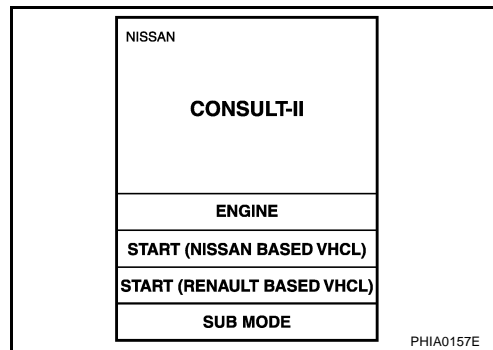 NISSAN
CONSULT-II
ENGINE
START (NISSAN BASED VHCL)
START (RENAULT BASED VHCL)
SUB MODE
PHIA0157E